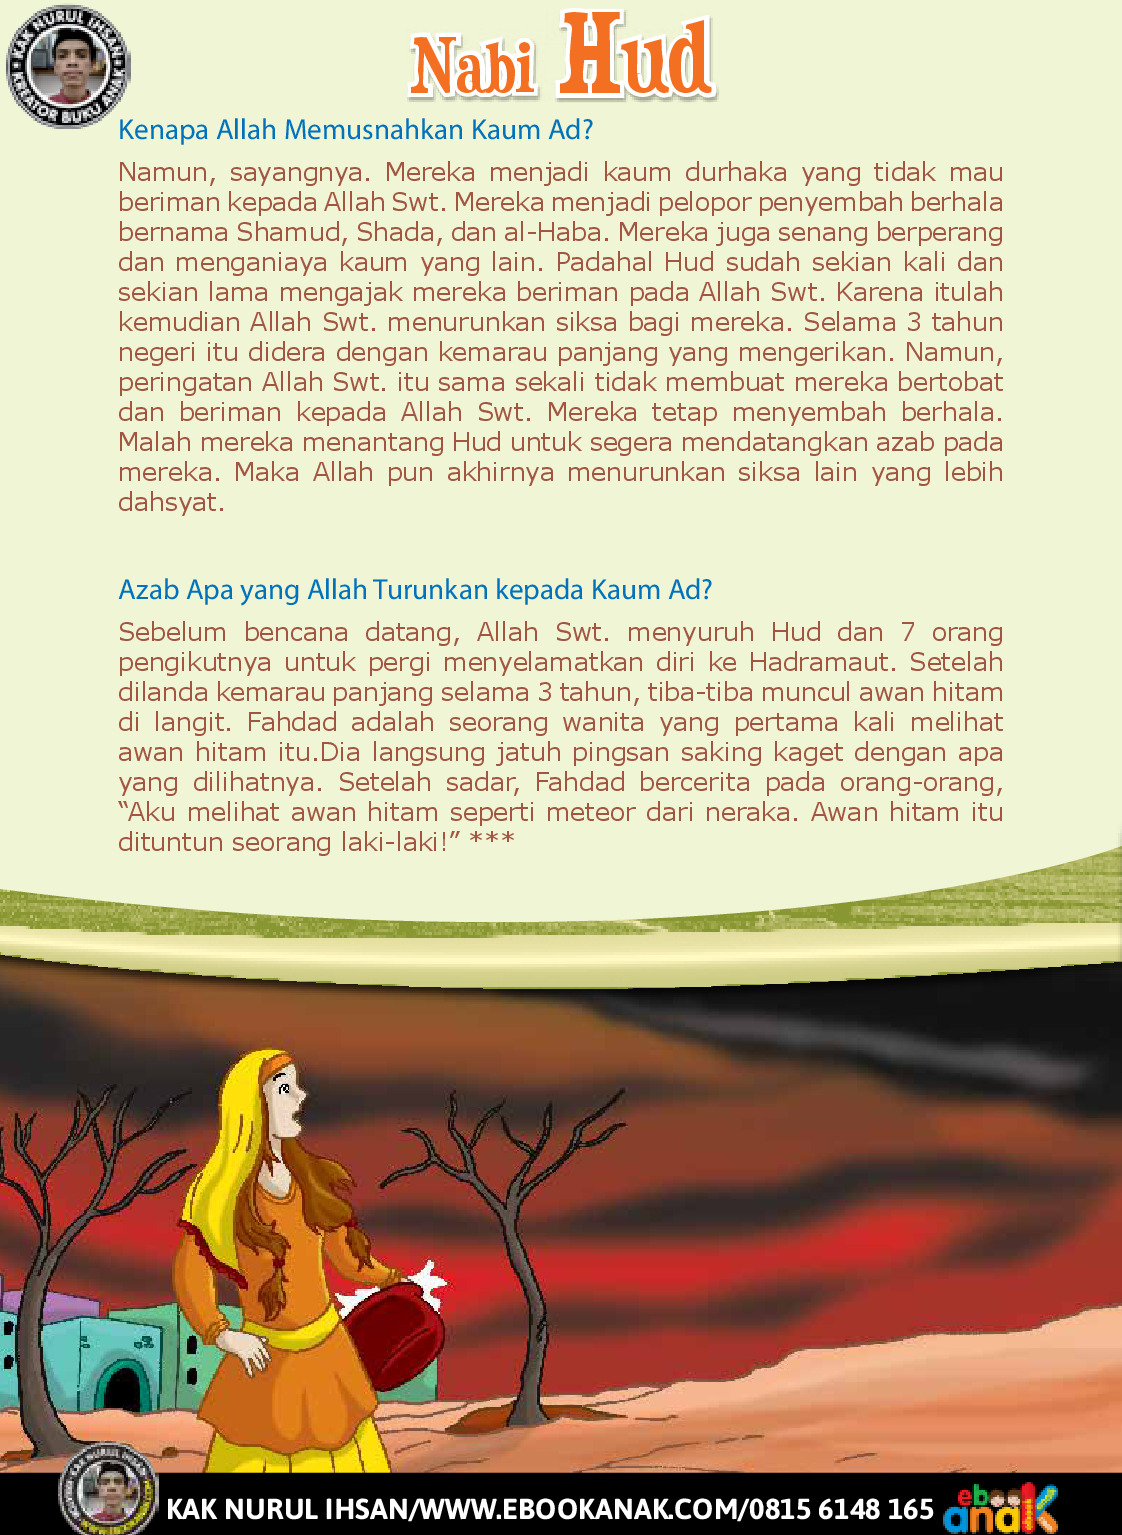 KAK NURUL IHSAN
KREATOR BUKU ANAK
Nabi Hud
Kenapa Allah Memusnahkan Kaum Ad?
Namun, sayangnya. Mereka menjadi kaum durhaka yang tidak mau
beriman kepada Allah Swt. Mereka menjadi pelopor penyembah berhala
bernama Shamud, Shada, dan al-Haba. Mereka juga senang berperang
dan menganiaya kaum yang lain. Padahal Hud sudah sekian kali dan
sekian lama mengajak mereka beriman pada Allah Swt. Karena itulah
kemudian Allah Swt. menurunkan siksa bagi mereka. Selama 3 tahun
negeri itu didera dengan kemarau panjang yang mengerikan. Namun,
peringatan Allah Swt. itu sama sekali tidak membuat mereka bertobat
dan beriman kepada Allah Swt. Mereka tetap menyembah berhala.
Malah mereka menantang Hud untuk segera mendatangkan azab pada
mereka. Maka Allah pun akhirnya menurunkan siksa lain yang lebih
dahsyat.
Azab Apa yang Allah Turunkan kepada Kaum Ad?
Sebelum bencana datang, Allah Swt. menyuruh Hud dan 7 orang
pengikutnya untuk pergi menyelamatkan diri ke Hadramaut. Setelah
dilanda kemarau panjang selama 3 tahun, tiba-tiba muncul awan hitam
di langit. Fahdad adalah seorang wanita yang pertama kali melihat
awan hitam itu.Dia langsung jatuh pingsan saking kaget dengan apa
yang dilihatnya. Setelah sadar, Fahdad bercerita pada orang-orang,
“Aku melihat awan hitam seperti meteor dari neraka. Awan hitam itu
dituntun seorang laki-laki!” ***
KAK NURUL IHSAN/WWW.EBOOKANAK.COM/0815 6148 165
ebook
anak